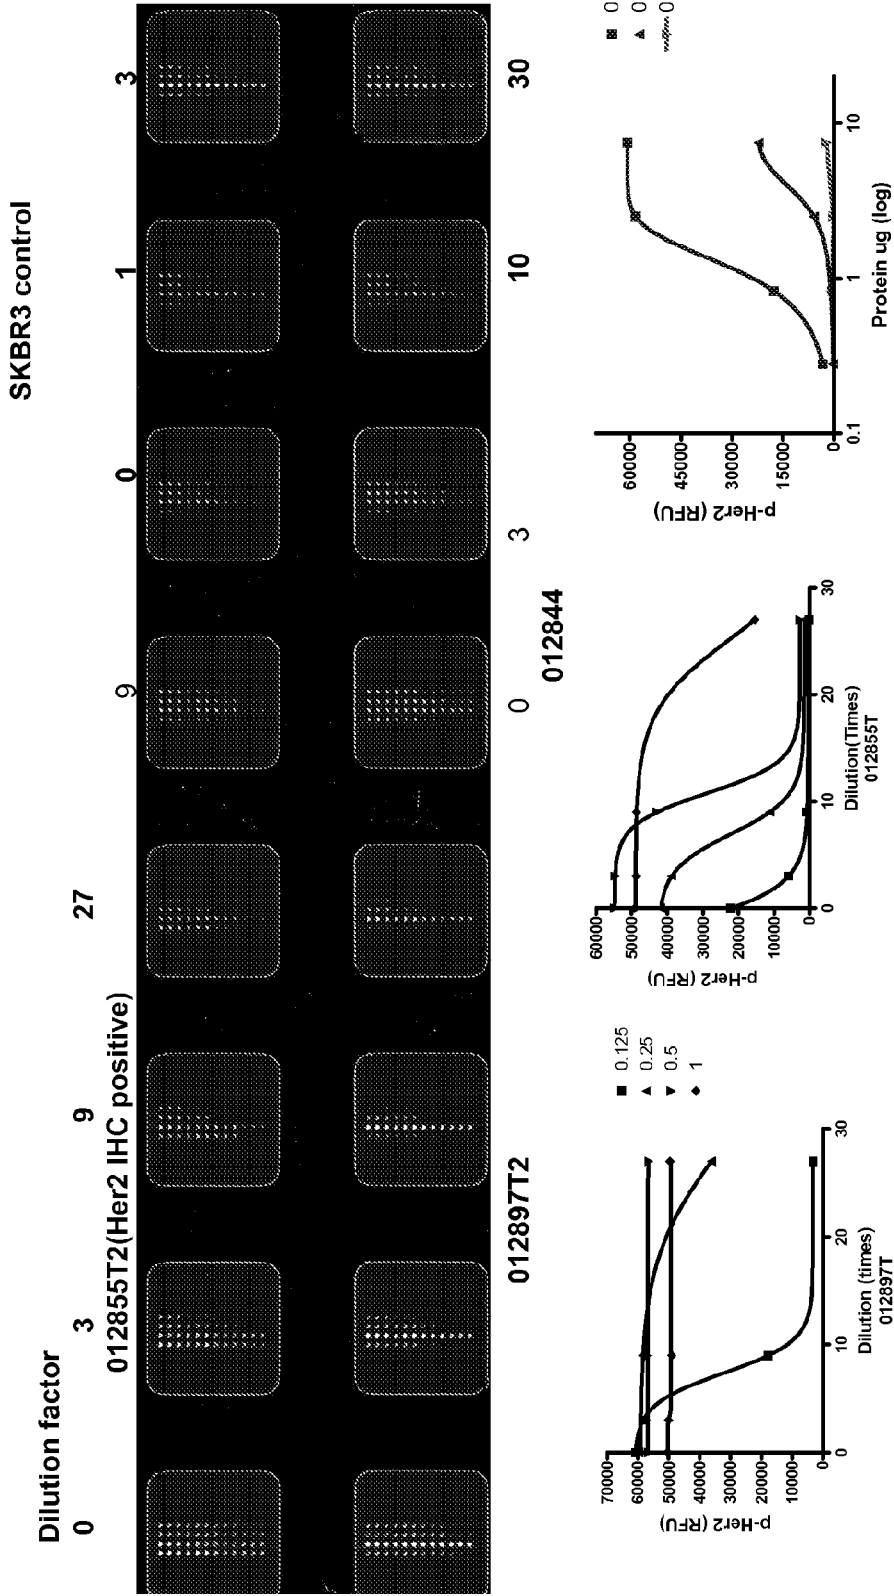 SKBR3 control
Dilution factor
0 3 9 27 9 0 1 3
012855T2(Her2 IHC positive)
012897T2
0 3 10 30
012844
p-Her2 (RFU)
70000
60000
50000
40000
30000
20000
10000
0
0 10 20 30
Dilution (times)
012897T
0.125
0.25
0.5
1
p-Her2 (RFU)
60000
50000
40000
30000
20000
10000
0
0 10 20 30
Dilution(Times)
012855T
p-Her2 (RFU)
60000
45000
30000
15000
0
0.1 1 10
Protein ug (log)
0
0
0